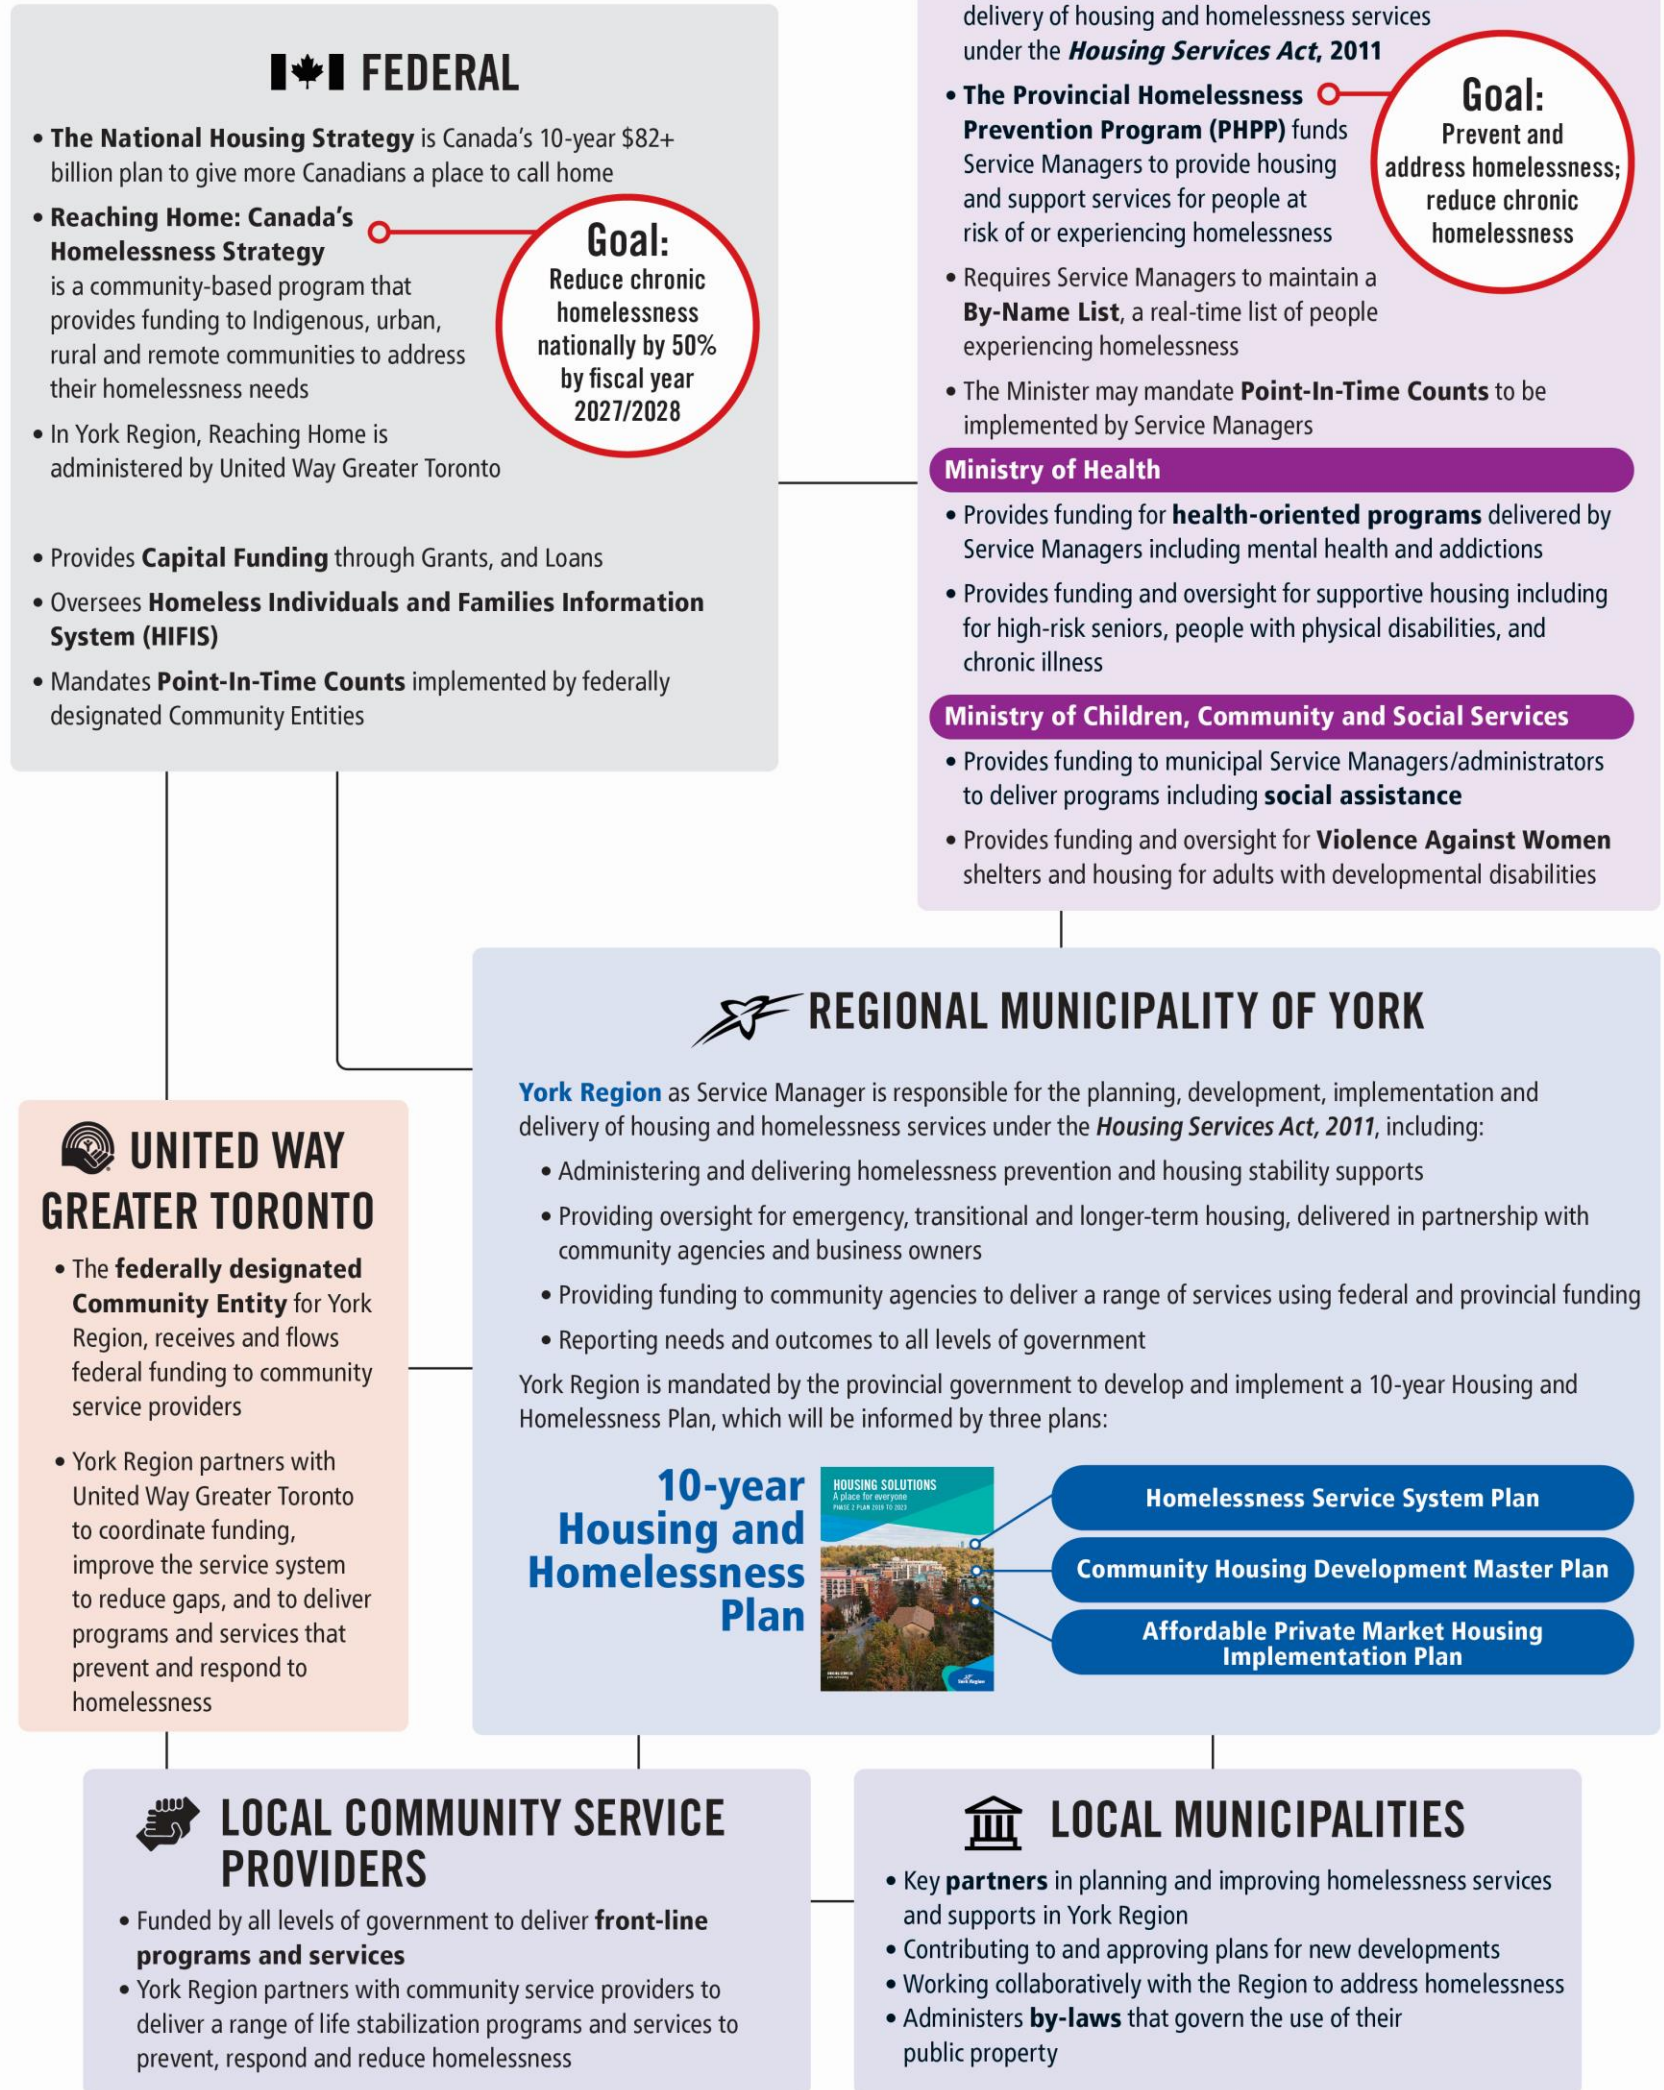 FEDERAL
• The National Housing Strategy is Canada's 10-year $82+
billion plan to give more Canadians a place to call home
• Reaching Home: Canada's
Homelessness Strategy
is a community-based program that
provides funding to Indigenous, urban,
rural and remote communities to address
their homelessness needs
• In York Region, Reaching Home is
administered by United Way Greater Toronto
Goal:
Reduce chronic
homelessness
nationally by 50%
by fiscal year
2027/2028
• Provides Capital Funding through Grants, and Loans
• Oversees Homeless Individuals and Families Information
System (HIFIS)
• Mandates Point-In-Time Counts implemented by federally
designated Community Entities
delivery of housing and homelessness services
under the Housing Services Act, 2011
• The Provincial Homelessness
Prevention Program (PHPP) funds
Service Managers to provide housing
and support services for people at
risk of or experiencing homelessness
Goal:
Prevent and
address homelessness;
reduce chronic
homelessness
• Requires Service Managers to maintain a
By-Name List, a real-time list of people
experiencing homelessness
• The Minister may mandate Point-In-Time Counts to be
implemented by Service Managers
Ministry of Health
• Provides funding for health-oriented programs delivered by
Service Managers including mental health and addictions
• Provides funding and oversight for supportive housing including
for high-risk seniors, people with physical disabilities, and
chronic illness
Ministry of Children, Community and Social Services
• Provides funding to municipal Service Managers/administrators
to deliver programs including social assistance
• Provides funding and oversight for Violence Against Women
shelters and housing for adults with developmental disabilities
REGIONAL MUNICIPALITY OF YORK
York Region as Service Manager is responsible for the planning, development, implementation and
delivery of housing and homelessness services under the Housing Services Act, 2011, including:
• Administering and delivering homelessness prevention and housing stability supports
• Providing oversight for emergency, transitional and longer-term housing, delivered in partnership with
community agencies and business owners
• Providing funding to community agencies to deliver a range of services using federal and provincial funding
• Reporting needs and outcomes to all levels of government
York Region is mandated by the provincial government to develop and implement a 10-year Housing and
Homelessness Plan, which will be informed by three plans:
10-year
Housing and
Homelessness
Plan
HOUSING SOLUTIONS
A place for everyone
PHASE 2 PLAN 2019 TO 2023
York Region
Homelessness Service System Plan
Community Housing Development Master Plan
Affordable Private Market Housing
Implementation Plan
UNITED WAY
GREATER TORONTO
• The federally designated
Community Entity for York
Region, receives and flows
federal funding to community
service providers
• York Region partners with
United Way Greater Toronto
to coordinate funding,
improve the service system
to reduce gaps, and to deliver
programs and services that
prevent and respond to
homelessness
LOCAL COMMUNITY SERVICE
PROVIDERS
• Funded by all levels of government to deliver front-line
programs and services
• York Region partners with community service providers to
deliver a range of life stabilization programs and services to
prevent, respond and reduce homelessness
LOCAL MUNICIPALITIES
• Key partners in planning and improving homelessness services
and supports in York Region
• Contributing to and approving plans for new developments
• Working collaboratively with the Region to address homelessness
• Administers by-laws that govern the use of their
public property